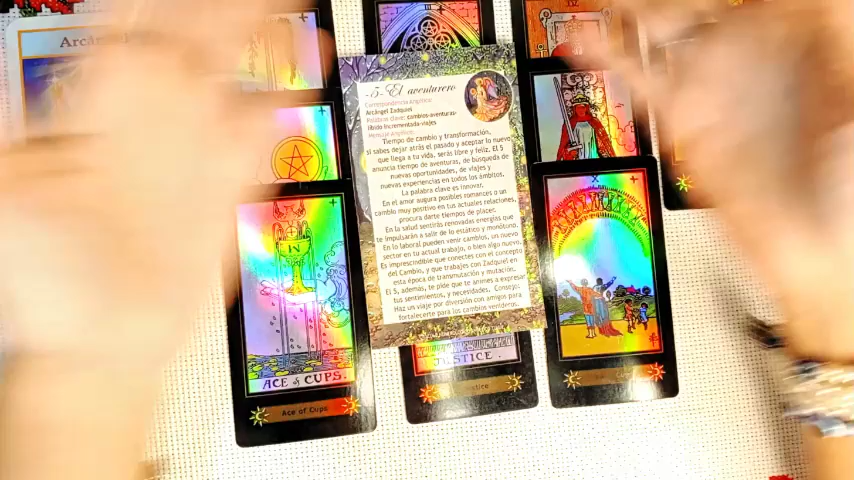 Arcángel
-5- El aventurero
Correspondencia Angélica:
Arcángel Zadquiel
Palabras clave: cambios-aventuras-
libido incrementada-viajes
Mensaje Angélico:
Tiempo de cambio y transformación,
si sabes dejar atrás el pasado y aceptar lo nuevo
que llega a tu vida, serás libre y feliz. El 5
anuncia tiempo de aventuras, de búsqueda de
nuevas oportunidades, de viajes y
nuevas experiencias en todos los ámbitos.
La palabra clave es innovar.
En el amor augura posibles romances o un
cambio muy positivo en tus actuales relaciones,
procura darte tiempos de placer.
En la salud sentirás renovadas energías que
te impulsarán a salir de lo estático y monótono.
En lo laboral pueden venir cambios, un nuevo
sector en tu actual trabajo, o bien algo nuevo.
Es imprescindible que conectes con el concepto
del Cambio, y que trabajes con Zadquiel en
esta época de transmutación y mutación.
El 5, además, te pide que te animes a expresar
tus sentimientos, y necesidades. Consejo:
Haz un viaje por diversión con amigos para
fortalecerte para los cambios venideros.
X
ACE of CUPS.
Ace of Cups
JUSTICE.
Justice